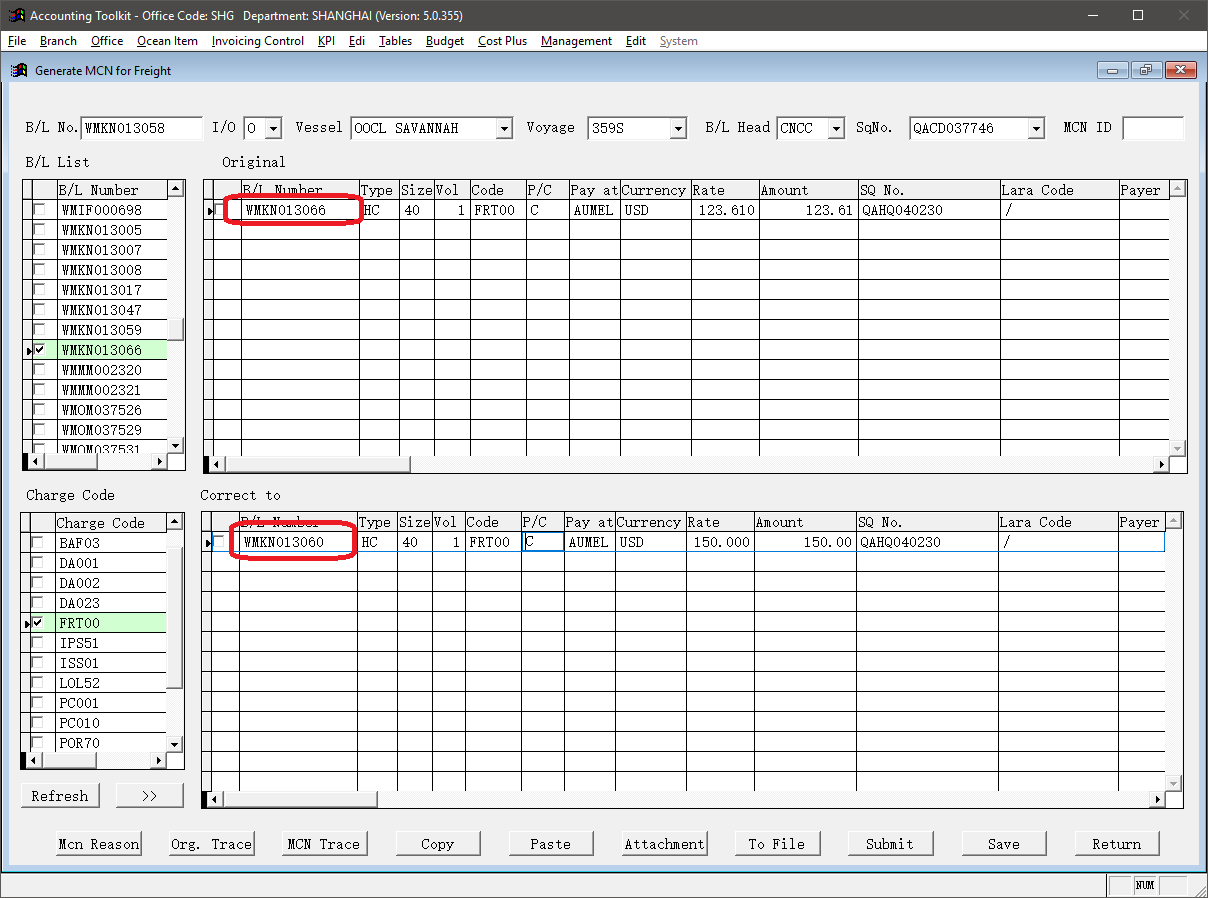 Accounting Toolkit - Office Code: SHG Department: SHANGHAI (Version: 5.0.355)
File Branch Office Ocean Item Invoicing Control KPI Edi Tables Budget Cost Plus Management Edit System
Generate MCN for Freight
B/L No. WMKN013058 I/O O Vessel OOCL SAVANNAH Voyage 359S B/L Head CNCC SqNo. QACD037746 MCN ID
B/L List
B/L Number
WMIF000698
WMKN013005
WMKN013007
WMKN013008
WMKN013017
WMKN013047
WMKN013059
WMKN013066
WMMM002320
WMMM002321
WMOM037526
WMOM037529
WMOM037531
Original
B/L Number Type Size Vol Code P/C Pay at Currency Rate Amount SQ No. Lara Code Payer
WMKN013066 HC 40 1 FRT00 C AUMEL USD 123.610 123.61 QAHQ040230 /
Charge Code
Charge Code
BAF03
DA001
DA002
DA023
FRT00
IPS51
ISS01
LOL52
PC001
PC010
POR70
Correct to
B/L Number Type Size Vol Code P/C Pay at Currency Rate Amount SQ No. Lara Code Payer
WMKN013060 HC 40 1 FRT00 C AUMEL USD 150.000 150.00 QAHQ040230 /
Refresh >>
Mcn Reason Org. Trace MCN Trace Copy Paste Attachment To File Submit Save Return
NUM